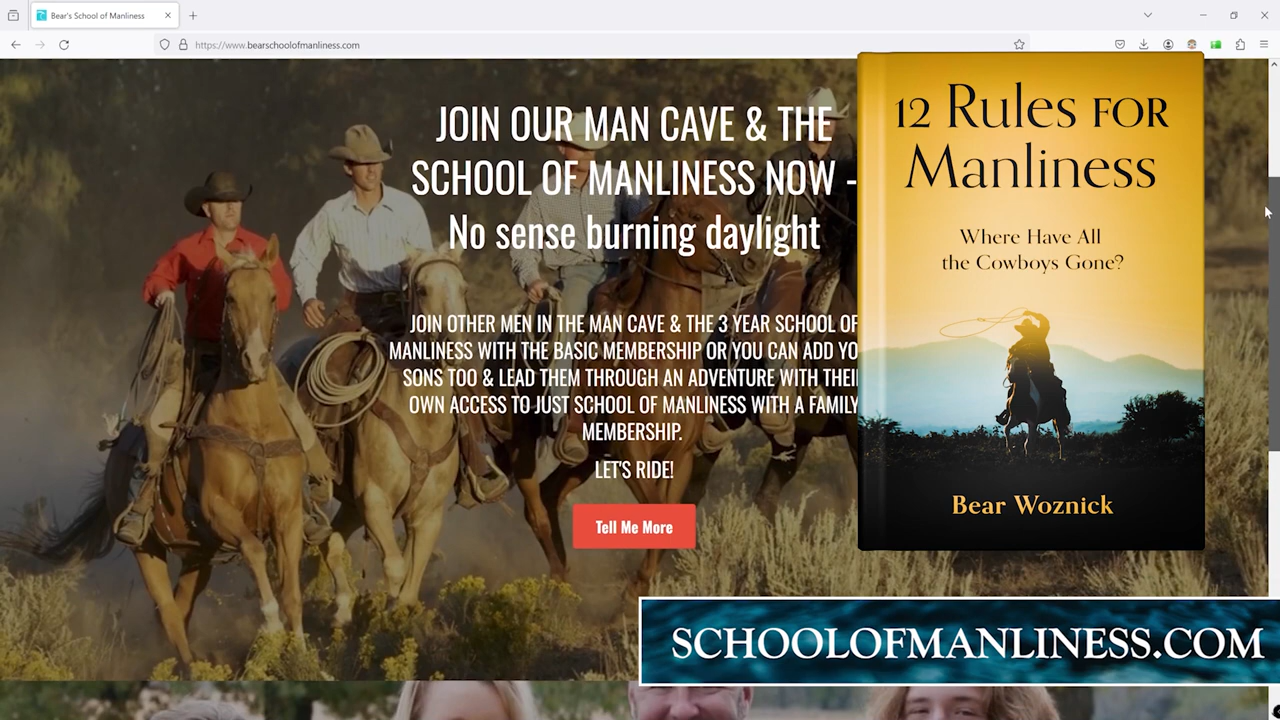 Bear's School of Manliness
https://www.bearschoolofmanliness.com
JOIN OUR MAN CAVE & THE
SCHOOL OF MANLINESS NOW -
No sense burning daylight
JOIN OTHER MEN IN THE MAN CAVE & THE 3 YEAR SCHOOL OF
MANLINESS WITH THE BASIC MEMBERSHIP OR YOU CAN ADD YO
SONS TOO & LEAD THEM THROUGH AN ADVENTURE WITH THEI
OWN ACCESS TO JUST SCHOOL OF MANLINESS WITH A FAMILY
MEMBERSHIP.
LET'S RIDE!
Tell Me More
12 Rules FOR
Manliness
Where Have All
the Cowboys Gone?
Bear Woznick
SCHOOLOFMANLINESS.COM